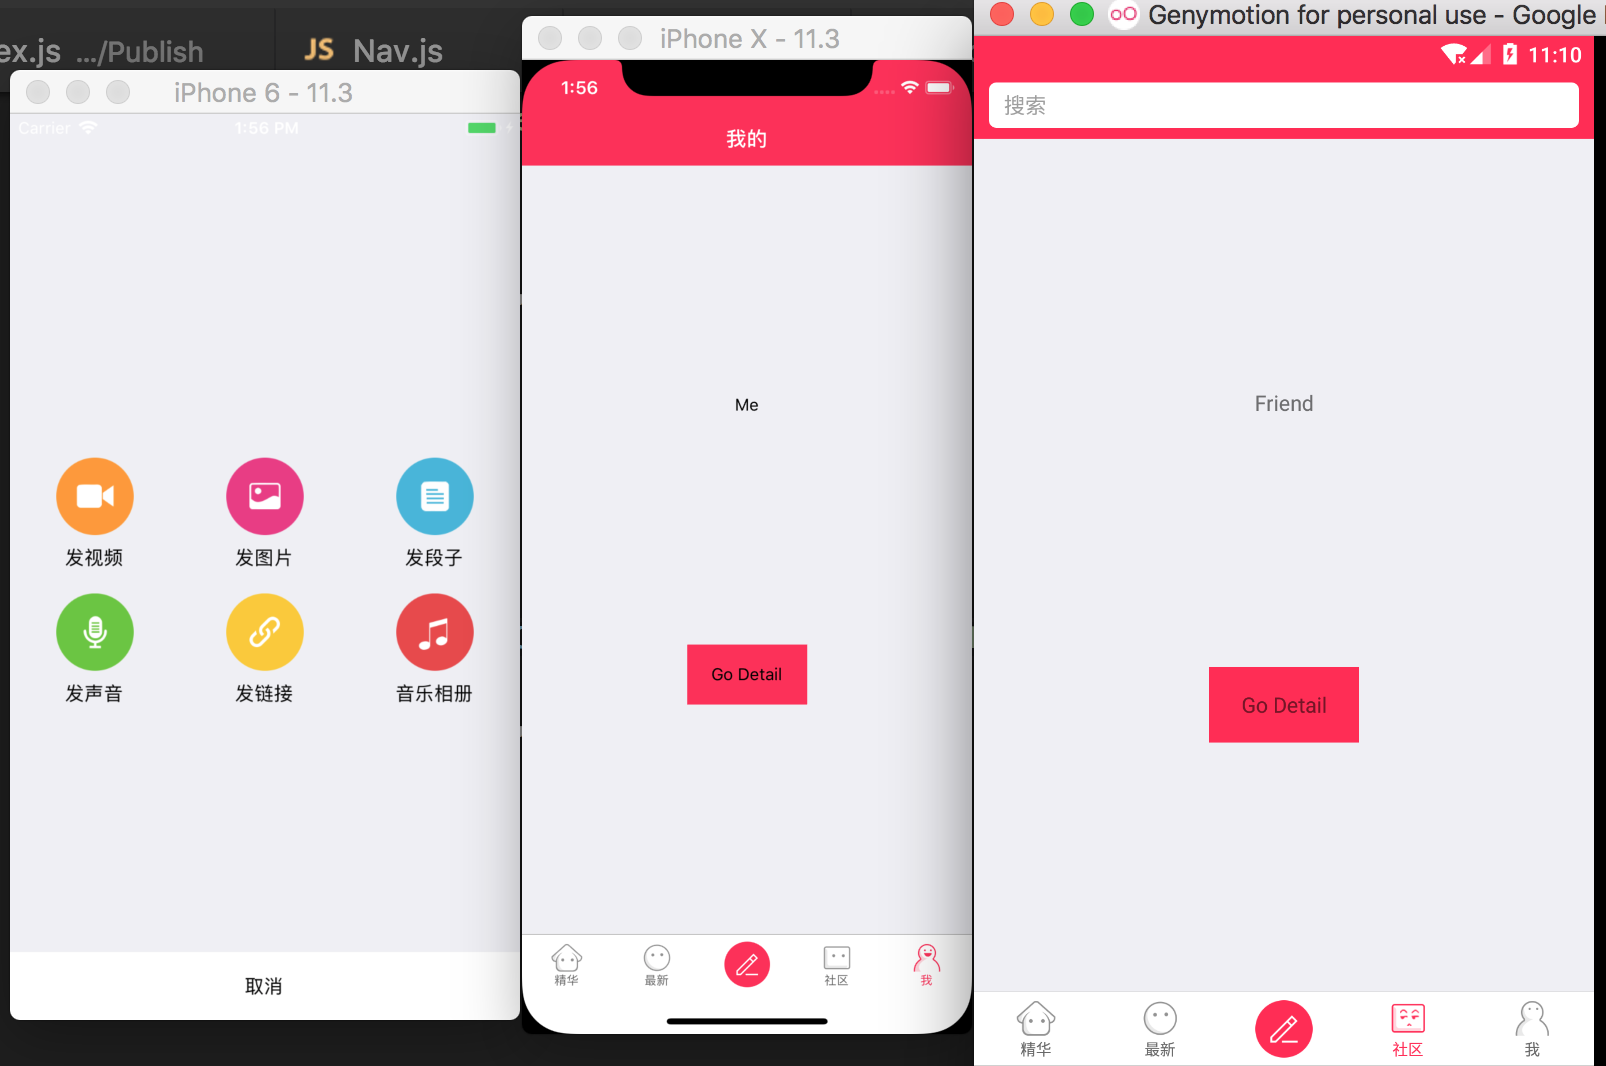 ex.js .../Publish
JS Nav.js
iPhone 6 - 11.3
Carrier
1:56 PM
发视频
发图片
发段子
发声音
发链接
音乐相册
取消
iPhone X - 11.3
1:56
我的
Me
Go Detail
精华
最新
社区
我
Genymotion for personal use - Google
11:10
搜索
Friend
Go Detail
精华
最新
社区
我